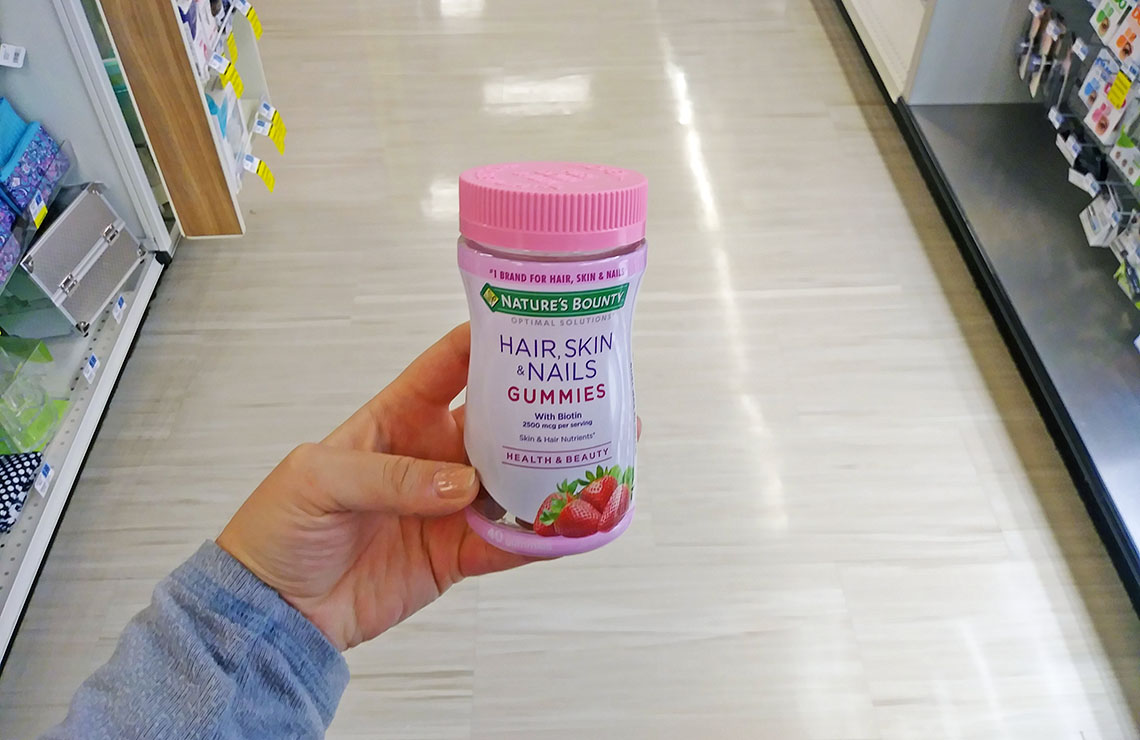 #1 BRAND FOR HAIR, SKIN & NAILS
NATURE'S BOUNTY
OPTIMAL SOLUTIONS
HAIR, SKIN
& NAILS
GUMMIES
With Biotin
2500 mcg per serving
Skin & Hair Nutrients*
HEALTH & BEAUTY